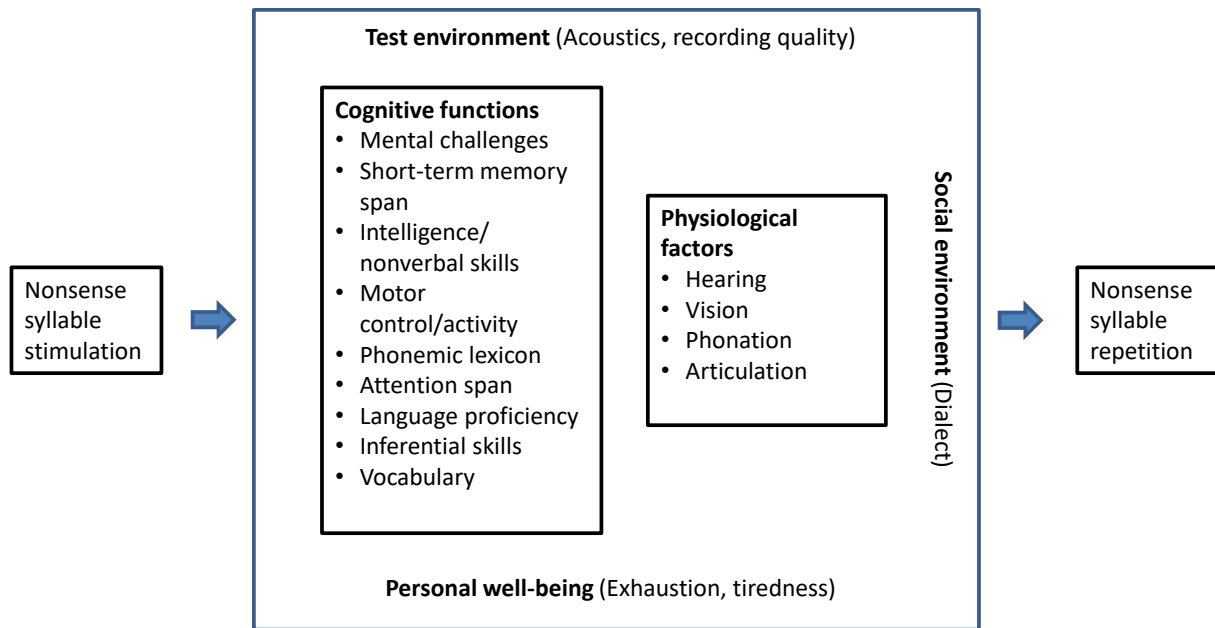 Test environment (Acoustics, recording quality)
Cognitive functions
• Mental challenges
• Short-term memory
span
• Intelligence/
nonverbal skills
• Motor
control/activity
• Phonemic lexicon
• Attention span
• Language proficiency
• Inferential skills
• Vocabulary
Physiological
factors
• Hearing
• Vision
• Phonation
• Articulation
Social environment (Dialect)
Nonsense
syllable
stimulation
Nonsense
syllable
repetition
Personal well-being (Exhaustion, tiredness)